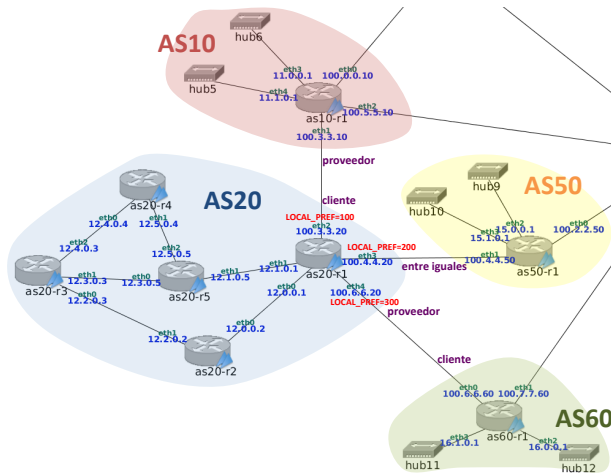 AS10
hub6
hub5
eth3
11.0.0.1
eth0
100.0.0.10
eth4
11.1.0.1
eth2
100.5.5.10
as10-r1
eth1
100.3.3.10
proveedor
cliente
AS20
LOCAL_PREF=100
eth2
100.3.3.20
LOCAL_PREF=200
eth3
100.4.4.20
as20-r1
eth4
100.6.6.20
LOCAL_PREF=300
entre iguales
proveedor
cliente
as20-r4
eth0
12.4.0.4
eth1
12.5.0.4
eth2
12.4.0.3
eth2
12.5.0.5
as20-r3
eth1
12.3.0.3
eth0
12.3.0.5
as20-r5
eth1
12.1.0.5
eth1
12.1.0.1
eth0
12.2.0.3
12.0.0.1
eth0
12.0.0.2
eth1
12.2.0.2
as20-r2
AS50
hub9
hub10
eth2
15.0.0.1
eth3
15.1.0.1
eth0
100.2.2.50
eth1
100.4.4.50
as50-r1
eth0
100.6.6.60
eth1
100.7.7.60
AS60
as60-r1
eth3
16.1.0.1
eth2
16.0.0.1
hub11
hub12